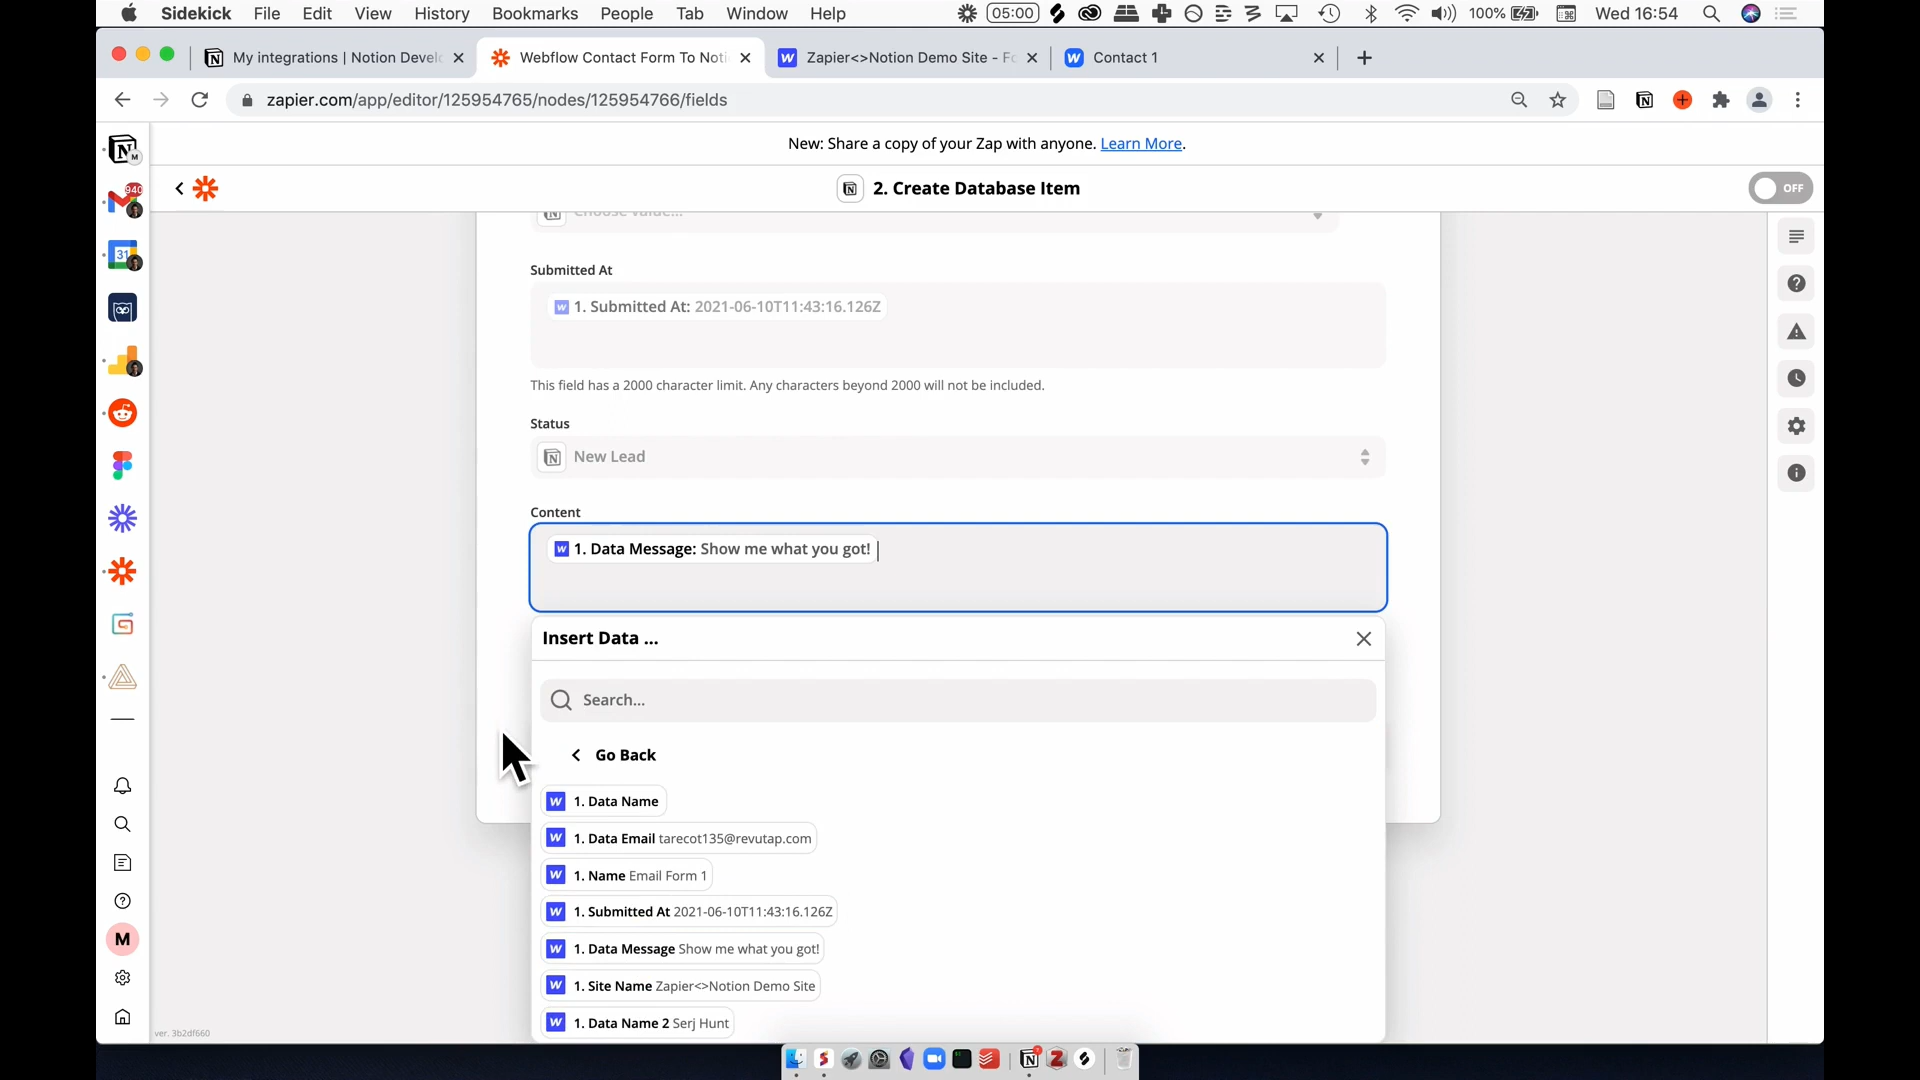 Sidekick File Edit View History Bookmarks People Tab Window Help 05:00 100% Wed 16:54
My integrations | Notion Devel
Webflow Contact Form To Noti
Zapier<>Notion Demo Site - Fo
Contact 1
zapier.com/app/editor/125954765/nodes/125954766/fields
New: Share a copy of your Zap with anyone. Learn More.
2. Create Database Item
OFF
940
31
Choose value...
Submitted At
1. Submitted At: 2021-06-10T11:43:16.126Z
This field has a 2000 character limit. Any characters beyond 2000 will not be included.
Status
New Lead
Content
1. Data Message: Show me what you got!
Insert Data ...
Search...
Go Back
1. Data Name
1. Data Email tarecot135@revutap.com
1. Name Email Form 1
1. Submitted At 2021-06-10T11:43:16.126Z
1. Data Message Show me what you got!
1. Site Name Zapier<>Notion Demo Site
1. Data Name 2 Serj Hunt
M
ver. 3b2df660